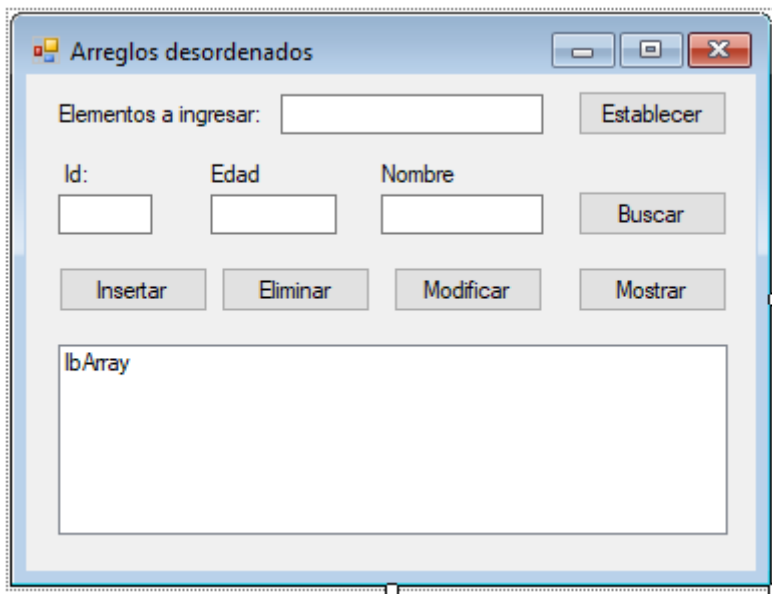 Arreglos desordenados
Elementos a ingresar: Establecer
Id: Edad Nombre
Buscar
Insertar Eliminar Modificar Mostrar
lbArray